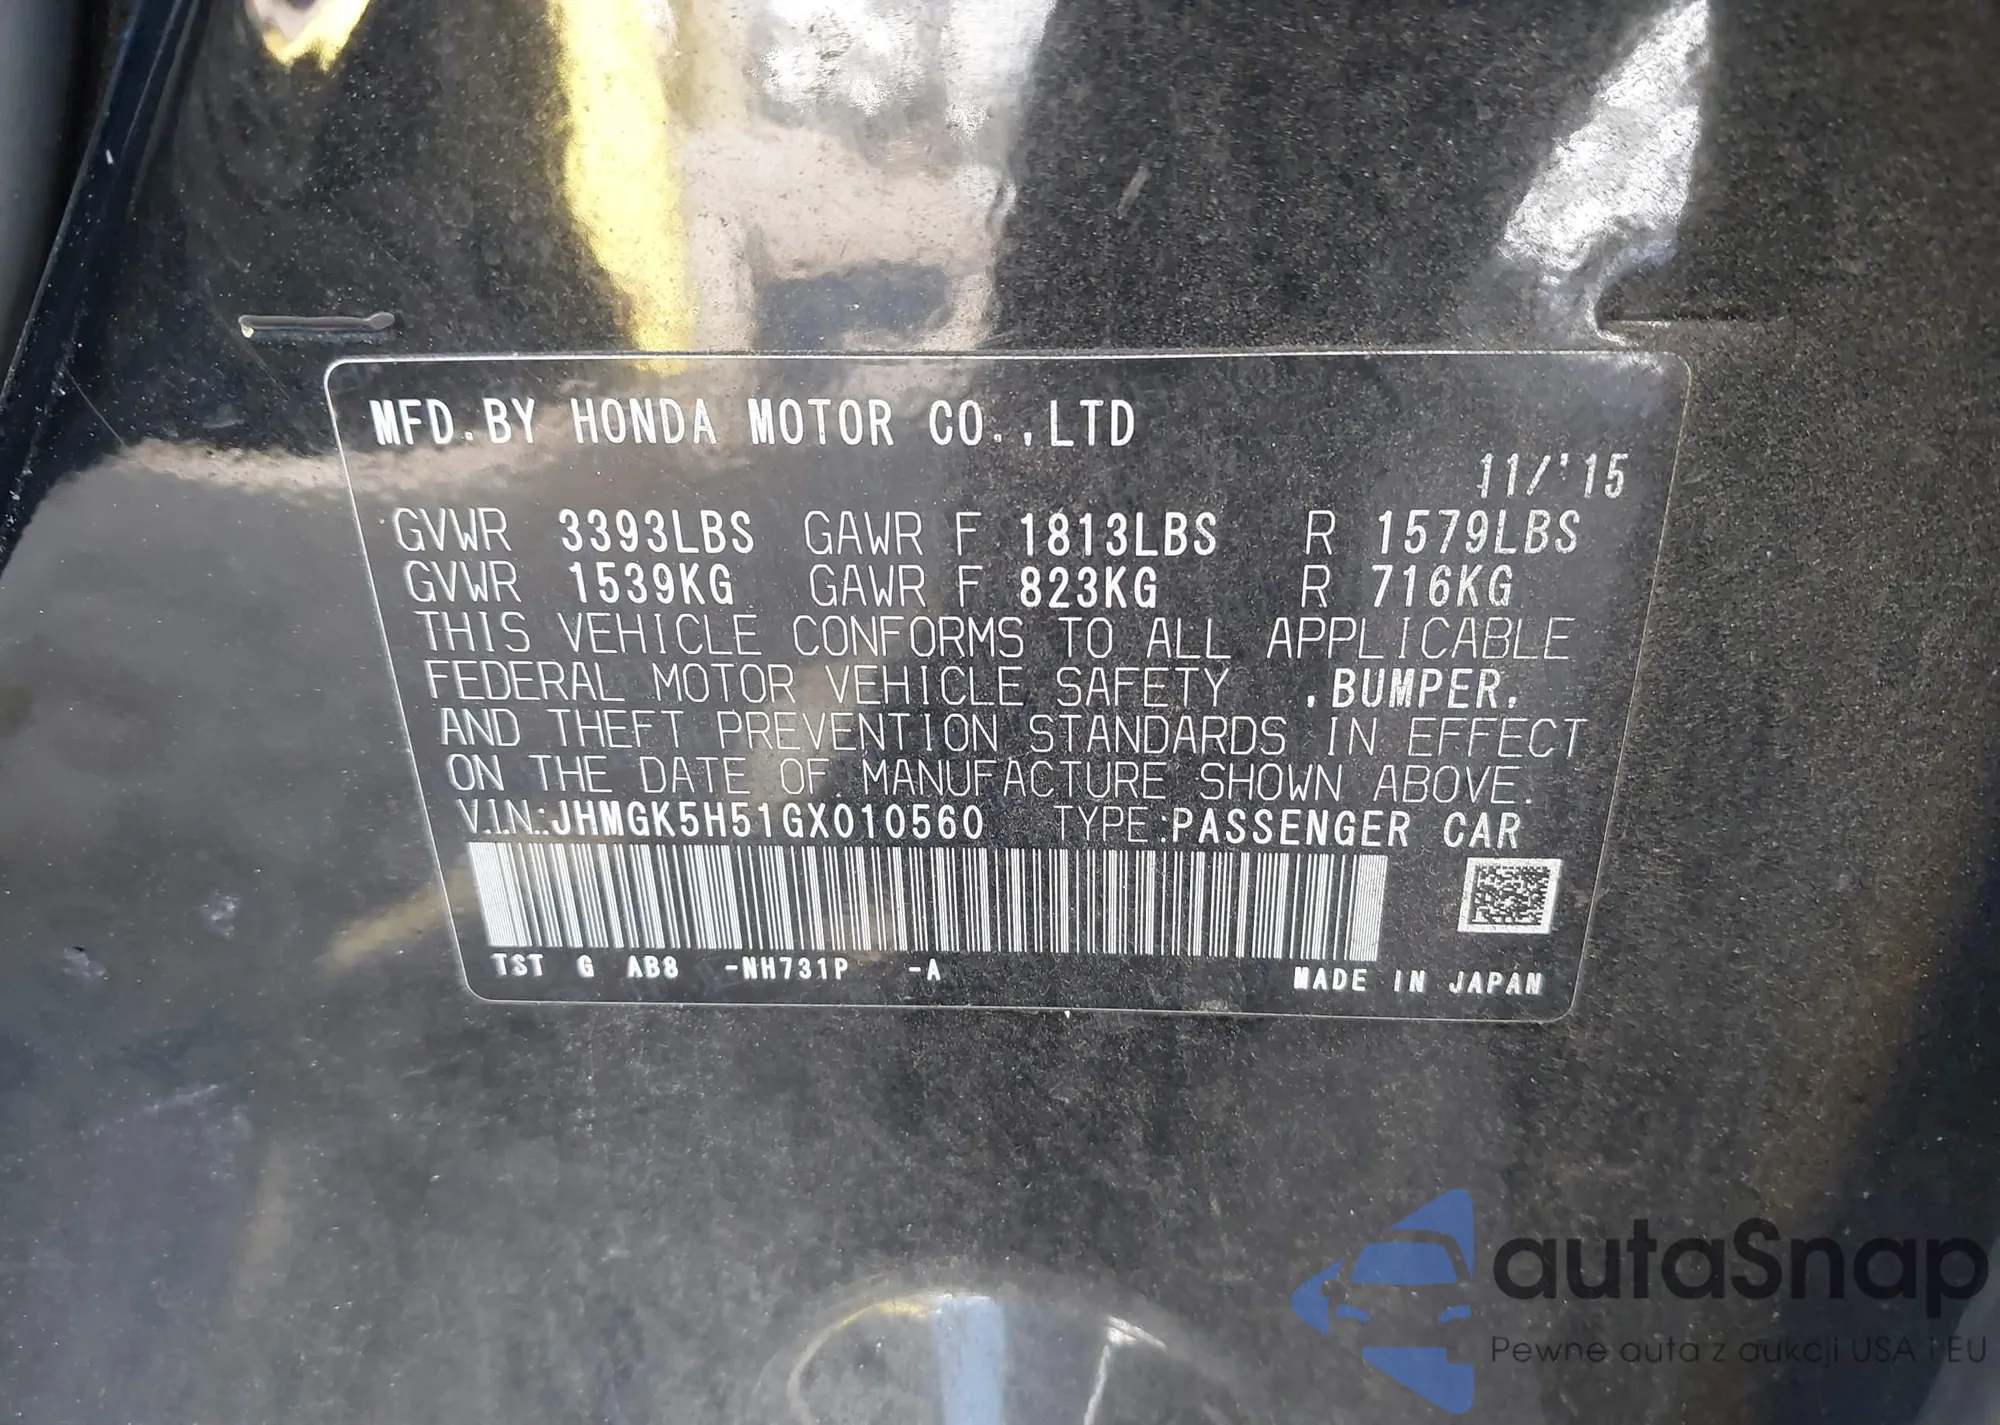 MFD.BY HONDA MOTOR CO.,LTD
11/'15
GVWR 3393LBS GAWR F 1813LBS R 1579LBS
GVWR 1539KG GAWR F 823KG R 716KG
THIS VEHICLE CONFORMS TO ALL APPLICABLE
FEDERAL MOTOR VEHICLE SAFETY ,BUMPER,
AND THEFT PREVENTION STANDARDS IN EFFECT
ON THE DATE OF MANUFACTURE SHOWN ABOVE.
V.I.N.:JHMGK5H51GX010560 TYPE:PASSENGER CAR
TST G AB8 -NH731P -A
MADE IN JAPAN
autaSnap
Pewne auta z aukcji USA i EU